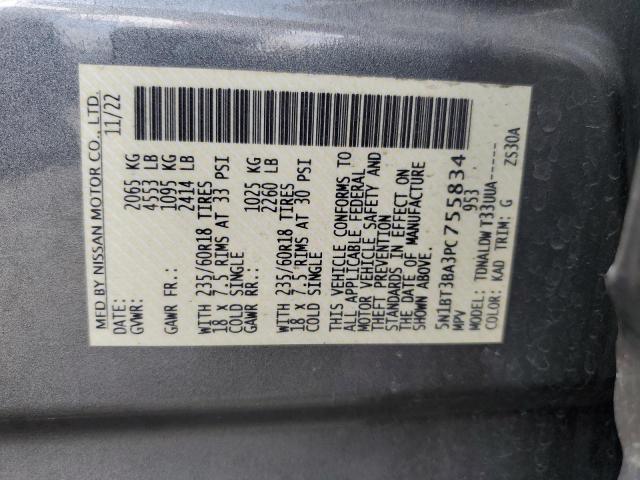 MFD BY NISSAN MOTOR CO., LTD.
DATE: 11/22
GVWR: 2065 KG
4553 LB
GAWR FR.: 1095 KG
2414 LB
WITH 235/60R18 TIRES
18 X 7.5 RIMS AT 33 PSI
COLD SINGLE
GAWR RR.: 1025 KG
2260 LB
WITH 235/60R18 TIRES
18 X 7.5 RIMS AT 30 PSI
COLD SINGLE
THIS VEHICLE CONFORMS TO
ALL APPLICABLE FEDERAL
MOTOR VEHICLE SAFETY AND
THEFT PREVENTION
STANDARDS IN EFFECT ON
THE DATE OF MANUFACTURE
SHOWN ABOVE.
5N1BT3BA3PC755834
MPV 953
MODEL: TDNALDW T33UUA-----
COLOR: KAD TRIM: G ZS30A